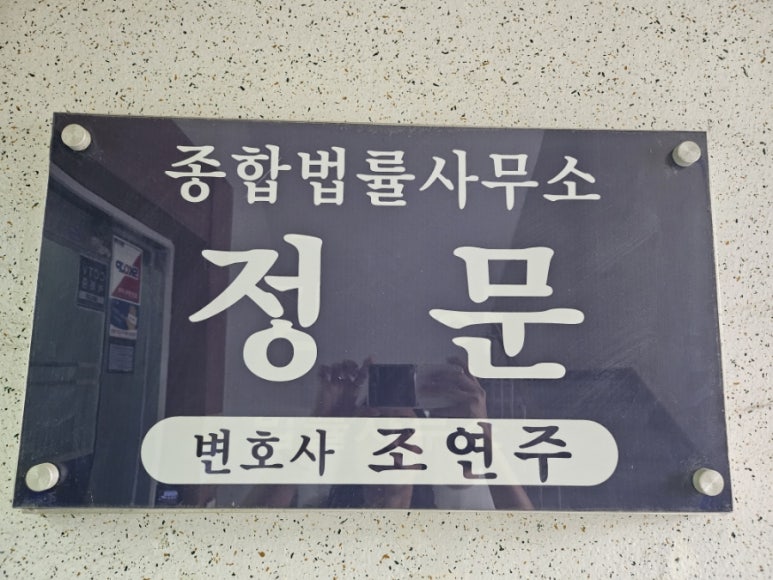 종합법률사무소
정 문
변호사 조연주